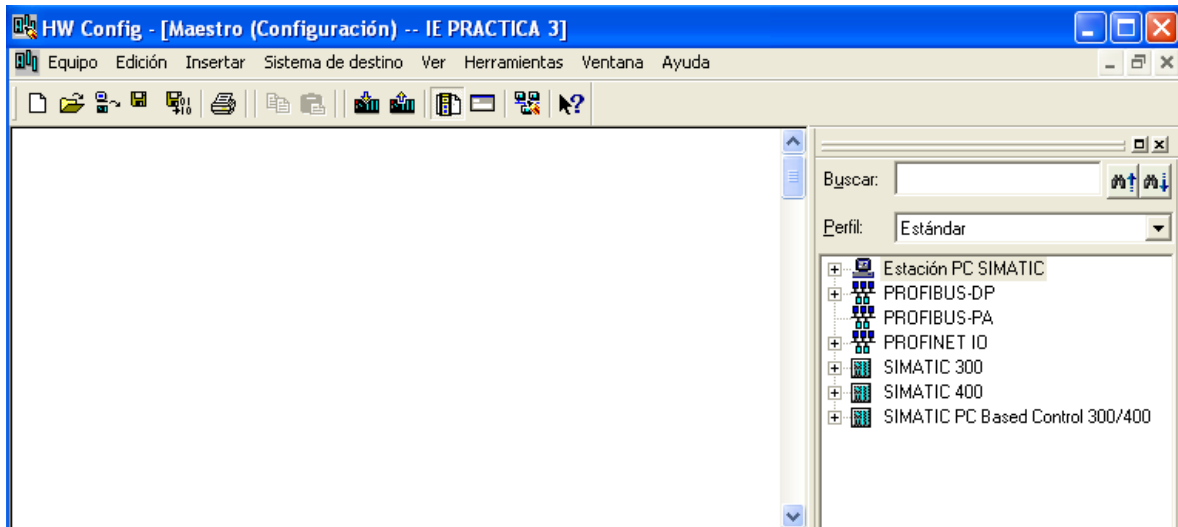 HW Config - [Maestro (Configuración) -- IE PRACTICA 3]
Equipo Edición Insertar Sistema de destino Ver Herramientas Ventana Ayuda
Buscar:
Perfil: Estándar
Estación PC SIMATIC
PROFIBUS-DP
PROFIBUS-PA
PROFINET IO
SIMATIC 300
SIMATIC 400
SIMATIC PC Based Control 300/400